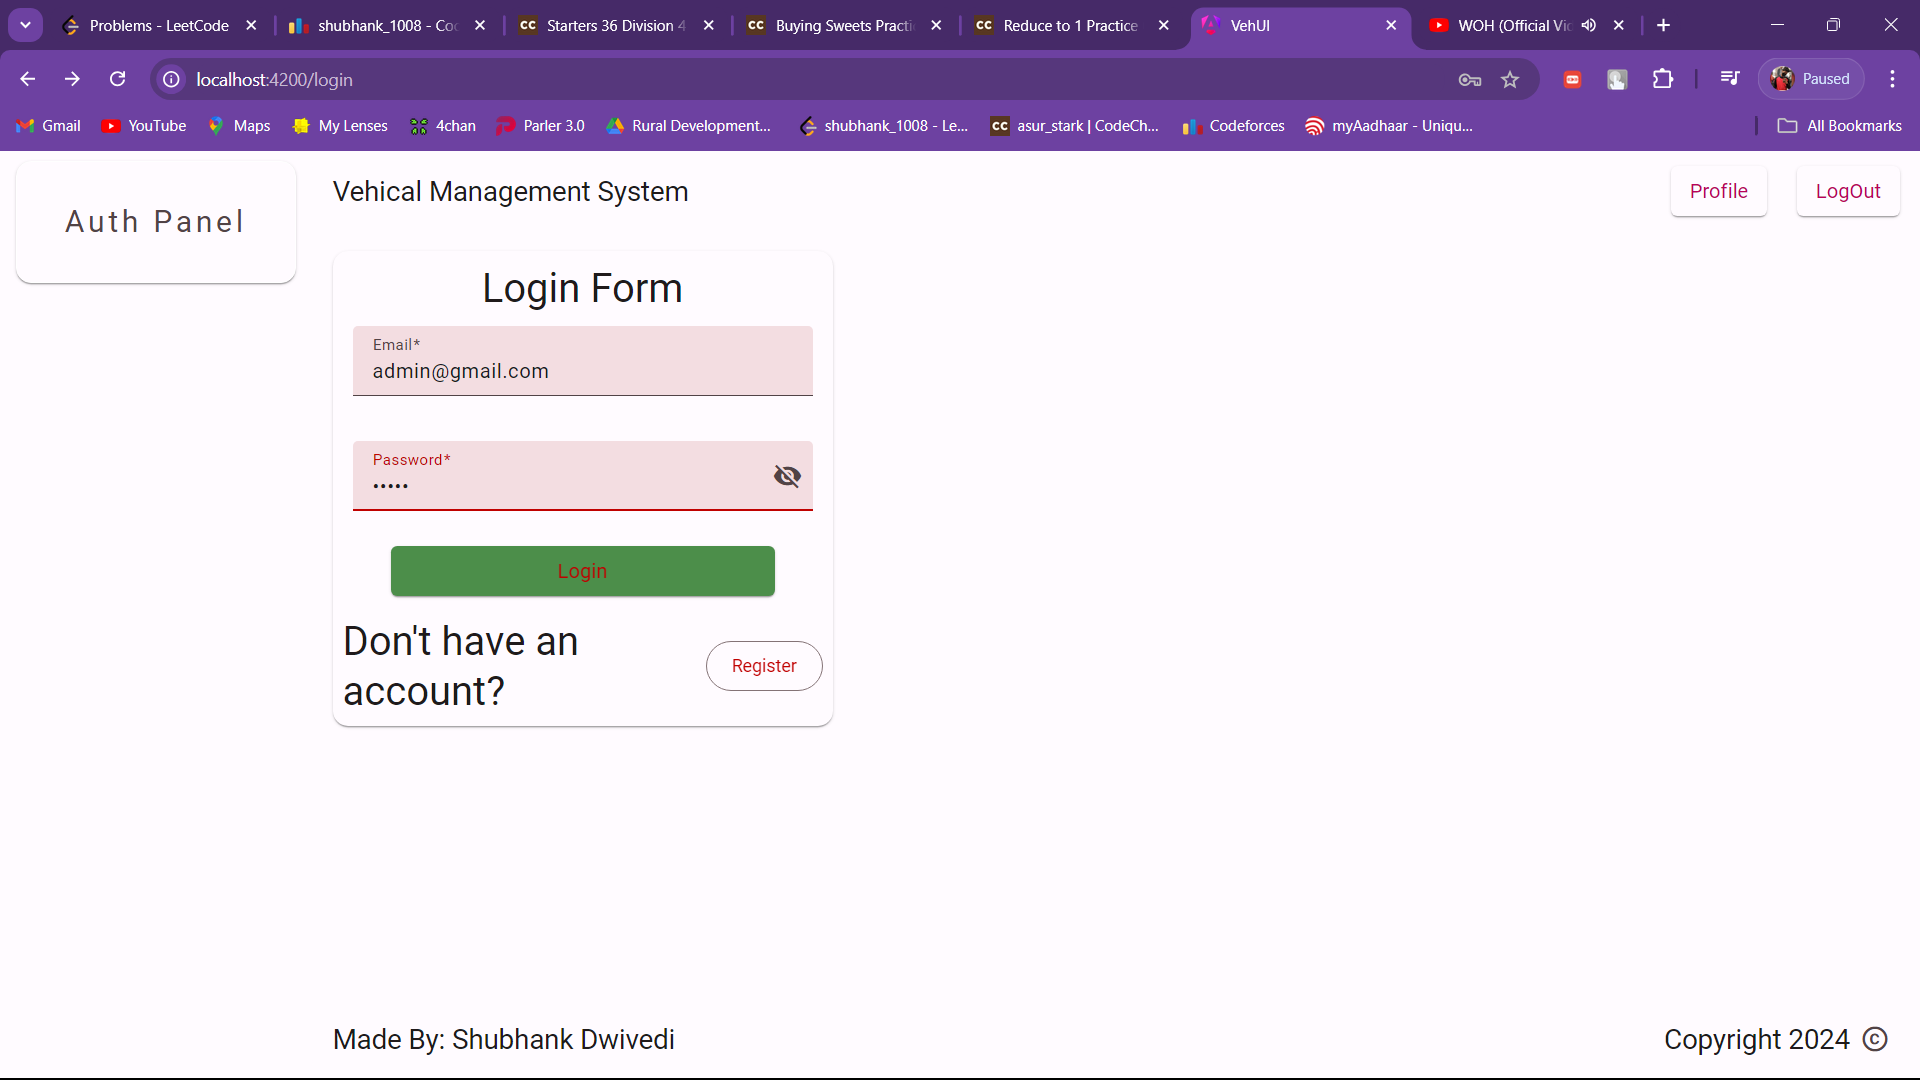 Problems - LeetCode
shubhank_1008 - Co
Starters 36 Division 4
Buying Sweets Practi
Reduce to 1 Practice
VehUI
WOH (Official Vi
localhost:4200/login
Paused
Gmail
YouTube
Maps
My Lenses
4chan
Parler 3.0
Rural Development...
shubhank_1008 - Le...
CC
asur_stark | CodeCh...
Codeforces
myAadhaar - Uniqu...
All Bookmarks
Auth Panel
Vehical Management System
Profile
LogOut
Login Form
Email*
admin@gmail.com
Password*
•••••
Login
Don't have an
account?
Register
Made By: Shubhank Dwivedi
Copyright 2024 ©